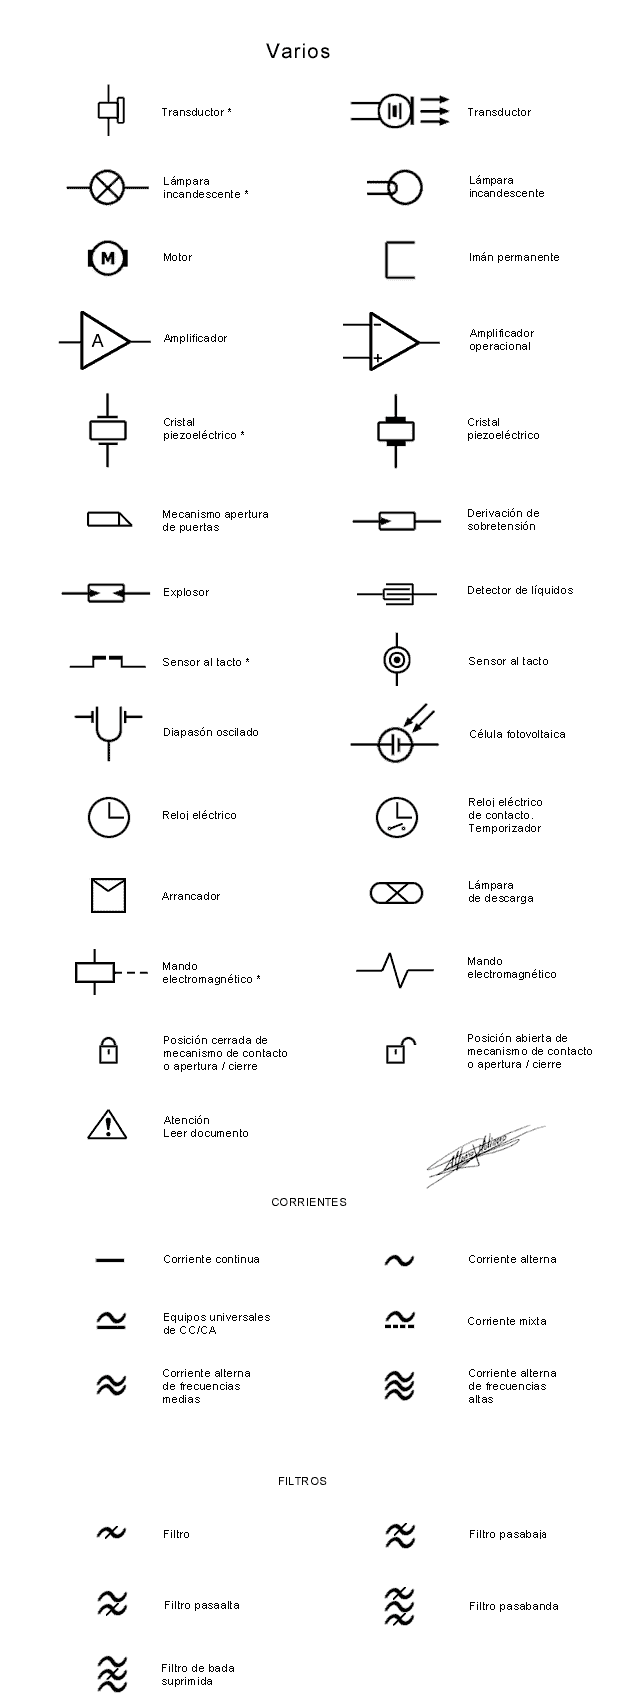 Varios
Transductor *
Transductor
Lámpara
incandescente *
Lámpara
incandescente
M
Motor
Imán permanente
A
Amplificador
Amplificador
operacional
Cristal
piezoeléctrico *
Cristal
piezoeléctrico
Mecanismo apertura
de puertas
Derivación de
sobretensión
Explosor
Detector de líquidos
Sensor al tacto *
Sensor al tacto
Diapasón oscilado
Célula fotovoltaica
Reloj eléctrico
Reloj eléctrico
de contacto.
Temporizador
Arrancador
Lámpara
de descarga
Mando
electromagnético *
Mando
electromagnético
Posición cerrada de
mecanismo de contacto
o apertura / cierre
Posición abierta de
mecanismo de contacto
o apertura / cierre
Atención
Leer documento
CORRIENTES
Corriente continua
Corriente alterna
Equipos universales
de CC/CA
Corriente mixta
Corriente alterna
de frecuencias
medias
Corriente alterna
de frecuencias
altas
FILTROS
Filtro
Filtro pasabaja
Filtro pasaalta
Filtro pasabanda
Filtro de bada
suprimida